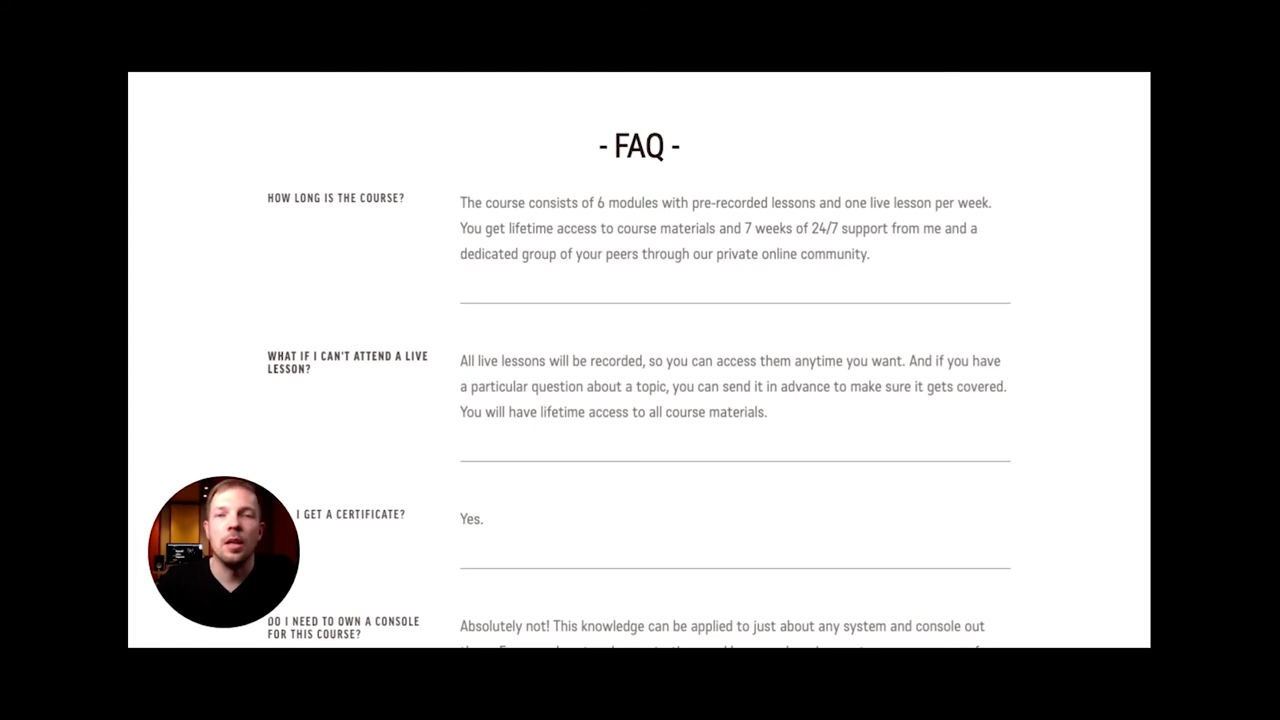 - FAQ -
HOW LONG IS THE COURSE?
The course consists of 6 modules with pre-recorded lessons and one live lesson per week.
You get lifetime access to course materials and 7 weeks of 24/7 support from me and a
dedicated group of your peers through our private online community.
WHAT IF I CAN'T ATTEND A LIVE
LESSON?
All live lessons will be recorded, so you can access them anytime you want. And if you have
a particular question about a topic, you can send it in advance to make sure it gets covered.
You will have lifetime access to all course materials.
I GET A CERTIFICATE?
Yes.
DO I NEED TO OWN A CONSOLE
FOR THIS COURSE?
Absolutely not! This knowledge can be applied to just about any system and console out